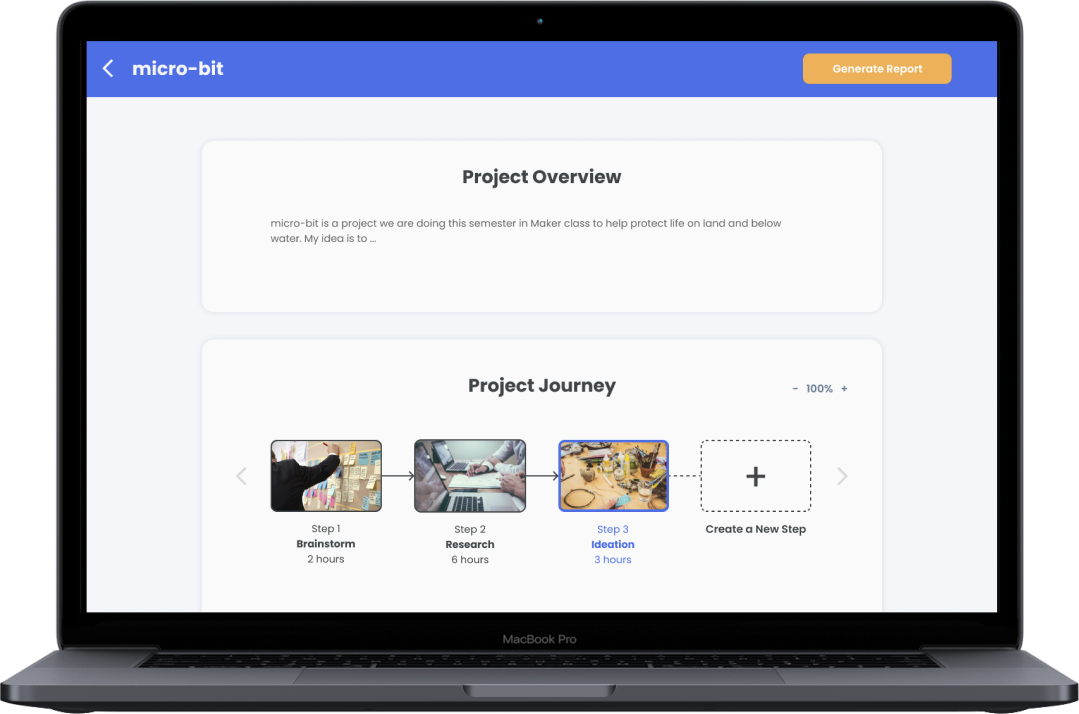 micro-bit
Generate Report
Project Overview
micro-bit is a project we are doing this semester in Maker class to help protect life on land and below
water. My idea is to ...
Project Journey
- 100% +
Step 1
Brainstorm
2 hours
Step 2
Research
6 hours
Step 3
Ideation
3 hours
+
Create a New Step
MacBook Pro